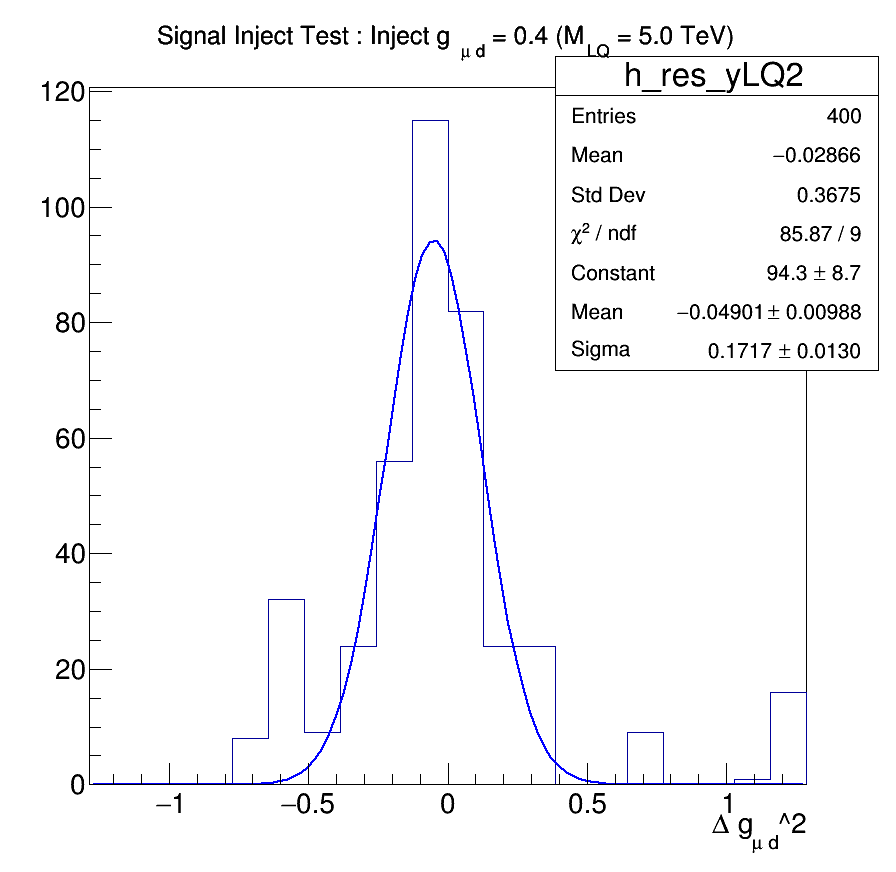 Signal Inject Test : Inject g μ d = 0.4 (M LQ = 5.0 TeV)
h_res_yLQ2
Entries 400
Mean −0.02866
Std Dev 0.3675
χ² / ndf 85.87 / 9
Constant 94.3 ± 8.7
Mean −0.04901 ± 0.00988
Sigma 0.1717 ± 0.0130
120
100
80
60
40
20
0
−1 −0.5 0 0.5 1
Δ g μ d ^2